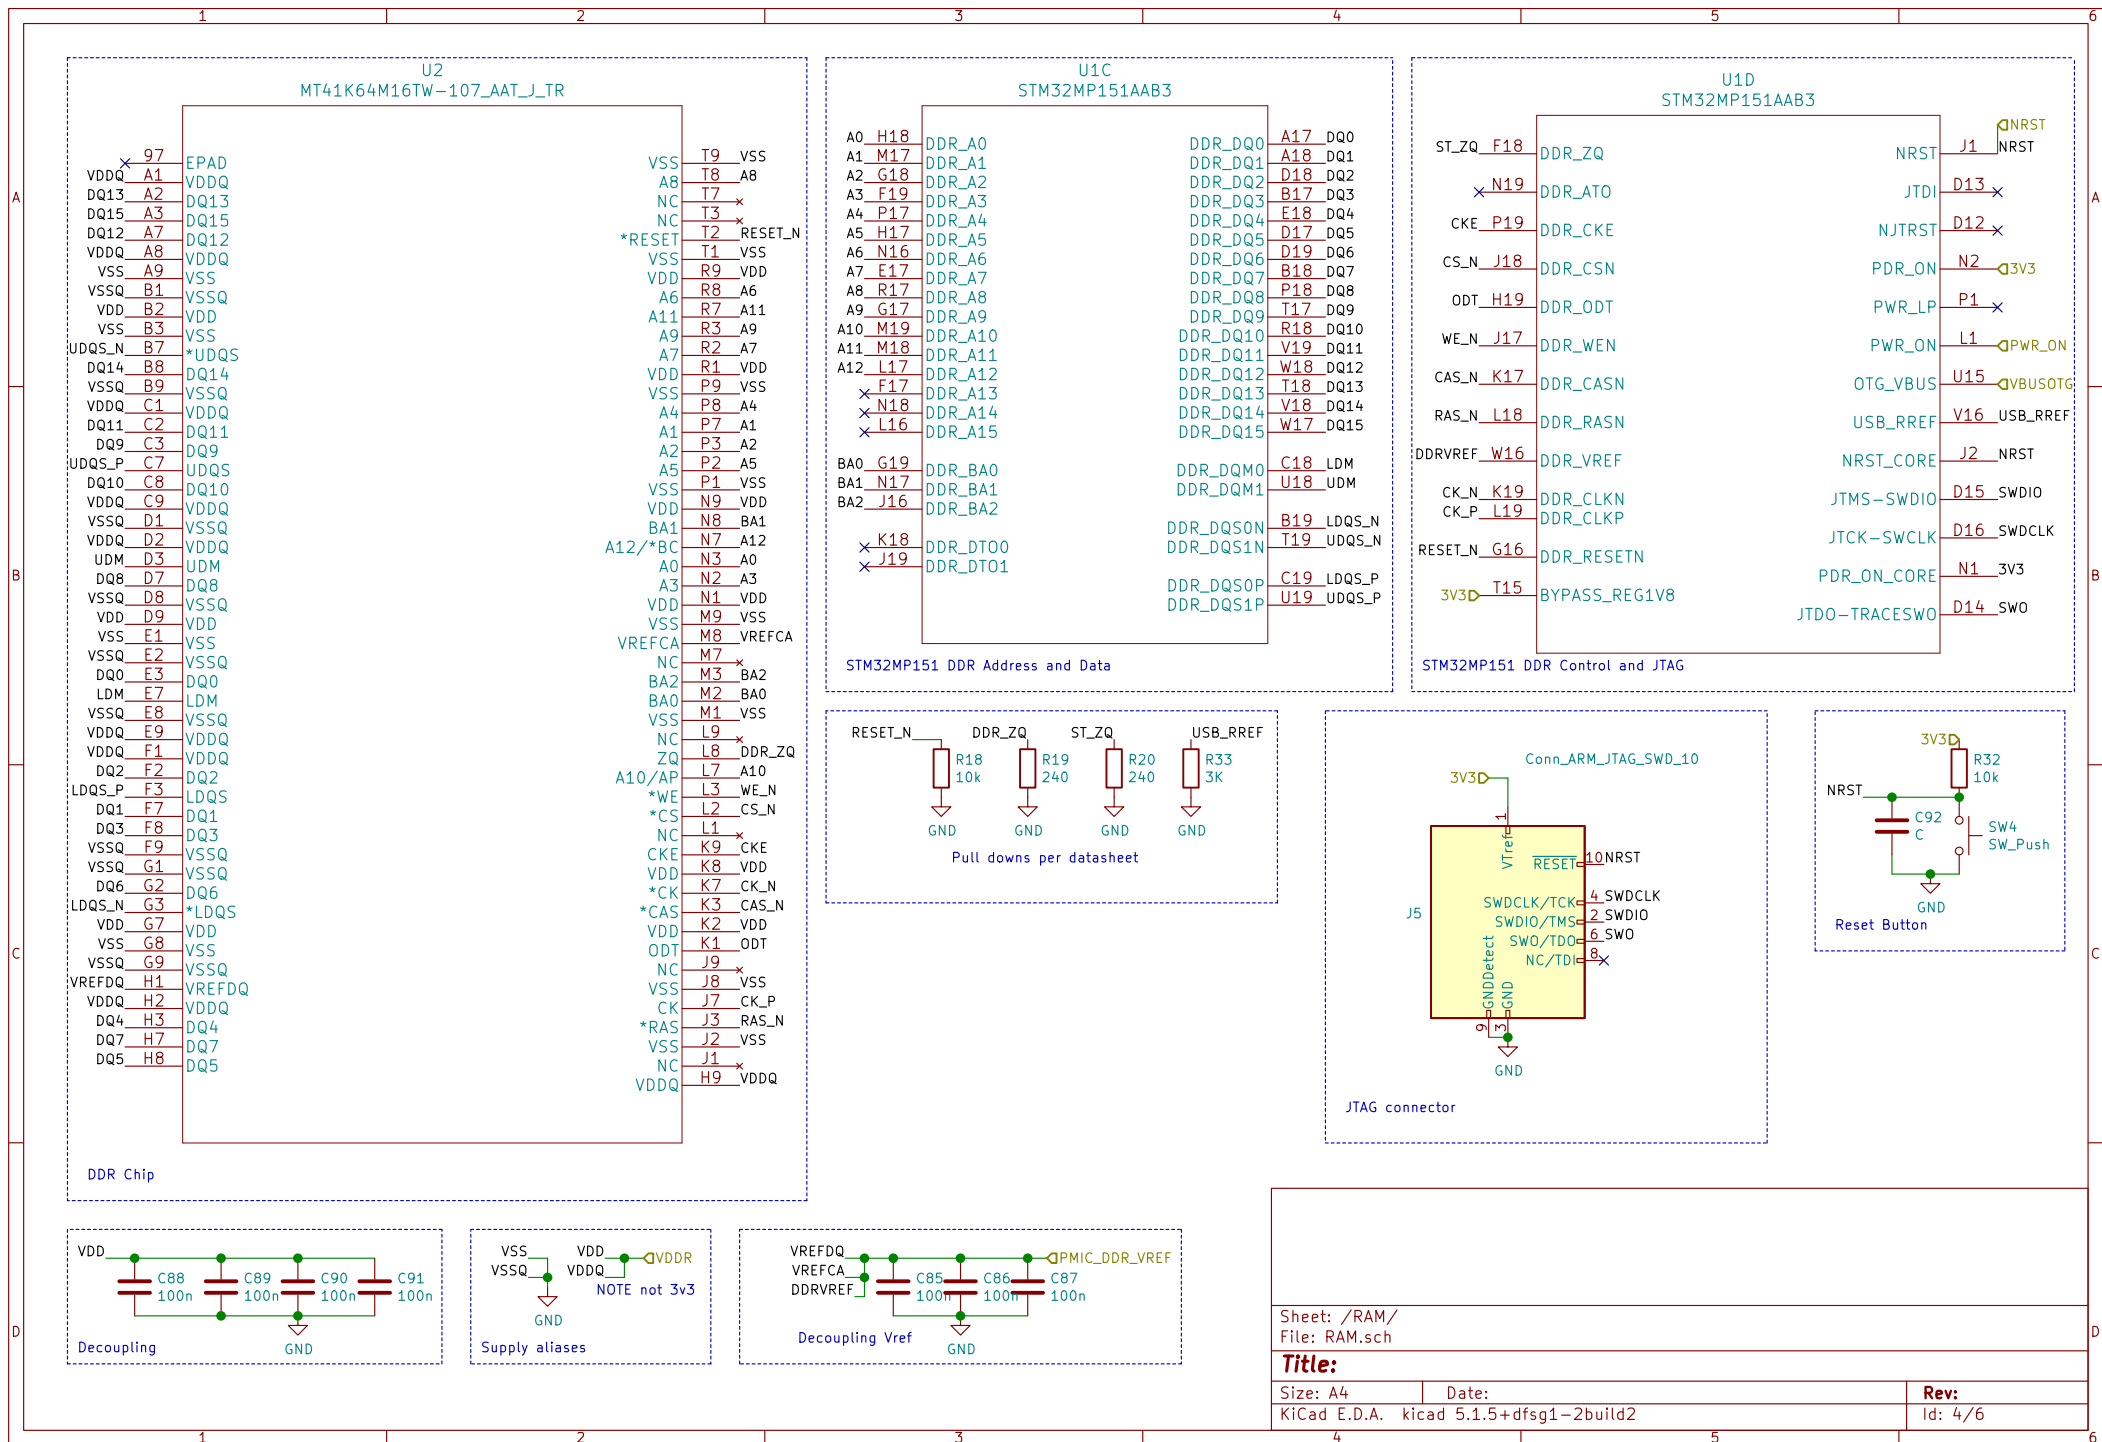 1 2 3 4 5 6
A
B
C
D
U2
MT41K64M16TW-107_AAT_J_TR
97 EPAD
VDDQ A1 VDDQ
DQ13 A2 DQ13
DQ15 A3 DQ15
DQ12 A7 DQ12
VDDQ A8 VDDQ
VSS A9 VSS
VSSQ B1 VSSQ
VDD B2 VDD
VSS B3 VSS
UDQS_N B7 *UDQS
DQ14 B8 DQ14
VSSQ B9 VSSQ
VDDQ C1 VDDQ
DQ11 C2 DQ11
DQ9 C3 DQ9
UDQS_P C7 UDQS
DQ10 C8 DQ10
VDDQ C9 VDDQ
VSSQ D1 VSSQ
VDDQ D2 VDDQ
UDM D3 UDM
DQ8 D7 DQ8
VSSQ D8 VSSQ
VDD D9 VDD
VSS E1 VSS
VSSQ E2 VSSQ
DQ0 E3 DQ0
LDM E7 LDM
VSSQ E8 VSSQ
VDDQ E9 VDDQ
VDDQ F1 VDDQ
DQ2 F2 DQ2
LDQS_P F3 LDQS
DQ1 F7 DQ1
DQ3 F8 DQ3
VSSQ F9 VSSQ
VSSQ G1 VSSQ
DQ6 G2 DQ6
LDQS_N G3 *LDQS
VDD G7 VDD
VSS G8 VSS
VSSQ G9 VSSQ
VREFDQ H1 VREFDQ
VDDQ H2 VDDQ
DQ4 H3 DQ4
DQ7 H7 DQ7
DQ5 H8 DQ5
VSS T9 VSS
A8 T8 A8
NC T7
NC T3
*RESET T2 RESET_N
VSS T1 VSS
VDD R9 VDD
A6 R8 A6
A11 R7 A11
A9 R3 A9
A7 R2 A7
VDD R1 VDD
VSS P9 VSS
A4 P8 A4
A1 P7 A1
A2 P3 A2
A5 P2 A5
VSS P1 VSS
VDD N9 VDD
BA1 N8 BA1
A12/*BC N7 A12
A0 N3 A0
A3 N2 A3
VDD N1 VDD
VSS M9 VSS
VREFCA M8 VREFCA
NC M7
BA2 M3 BA2
BA0 M2 BA0
VSS M1 VSS
NC L9
ZQ L8 DDR_ZQ
A10/AP L7 A10
*WE L3 WE_N
*CS L2 CS_N
NC L1
CKE K9 CKE
VDD K8 VDD
*CK K7 CK_N
*CAS K3 CAS_N
VDD K2 VDD
ODT K1 ODT
NC J9
VSS J8 VSS
CK J7 CK_P
*RAS J3 RAS_N
VSS J2 VSS
NC J1
VDDQ H9 VDDQ
DDR Chip
U1C
STM32MP151AAB3
A0 H18 DDR_A0
A1 M17 DDR_A1
A2 G18 DDR_A2
A3 F19 DDR_A3
A4 P17 DDR_A4
A5 H17 DDR_A5
A6 N16 DDR_A6
A7 E17 DDR_A7
A8 R17 DDR_A8
A9 G17 DDR_A9
A10 M19 DDR_A10
A11 M18 DDR_A11
A12 L17 DDR_A12
F17 DDR_A13
N18 DDR_A14
L16 DDR_A15
BA0 G19 DDR_BA0
BA1 N17 DDR_BA1
BA2 J16 DDR_BA2
K18 DDR_DTO0
J19 DDR_DTO1
DDR_DQ0 A17 DQ0
DDR_DQ1 A18 DQ1
DDR_DQ2 D18 DQ2
DDR_DQ3 B17 DQ3
DDR_DQ4 E18 DQ4
DDR_DQ5 D17 DQ5
DDR_DQ6 D19 DQ6
DDR_DQ7 B18 DQ7
DDR_DQ8 P18 DQ8
DDR_DQ9 T17 DQ9
DDR_DQ10 R18 DQ10
DDR_DQ11 V19 DQ11
DDR_DQ12 W18 DQ12
DDR_DQ13 T18 DQ13
DDR_DQ14 V18 DQ14
DDR_DQ15 W17 DQ15
DDR_DQM0 C18 LDM
DDR_DQM1 U18 UDM
DDR_DQS0N B19 LDQS_N
DDR_DQS1N T19 UDQS_N
DDR_DQS0P C19 LDQS_P
DDR_DQS1P U19 UDQS_P
STM32MP151 DDR Address and Data
U1D
STM32MP151AAB3
ST_ZQ F18 DDR_ZQ
N19 DDR_ATO
CKE P19 DDR_CKE
CS_N J18 DDR_CSN
ODT H19 DDR_ODT
WE_N J17 DDR_WEN
CAS_N K17 DDR_CASN
RAS_N L18 DDR_RASN
DDRVREF W16 DDR_VREF
CK_N K19 DDR_CLKN
CK_P L19 DDR_CLKP
RESET_N G16 DDR_RESETN
3V3 T15 BYPASS_REG1V8
NRST
NRST J1 NRST
JTDI D13
NJTRST D12
PDR_ON N2 3V3
PWR_LP P1
PWR_ON L1 PWR_ON
OTG_VBUS U15 VBUSOTG
USB_RREF V16 USB_RREF
NRST_CORE J2 NRST
JTMS-SWDIO D15 SWDIO
JTCK-SWCLK D16 SWDCLK
PDR_ON_CORE N1 3V3
JTDO-TRACESWO D14 SWO
STM32MP151 DDR Control and JTAG
RESET_N DDR_ZQ ST_ZQ USB_RREF
R18 R19 R20 R33
10k 240 240 3K
GND GND GND GND
Pull downs per datasheet
Conn_ARM_JTAG_SWD_10
3V3
1
VTref
RESET 10 NRST
J5
SWDCLK/TCK 4 SWDCLK
SWDIO/TMS 2 SWDIO
SWO/TDO 6 SWO
NC/TDI 8
GNDDetect GND
9 3
GND
JTAG connector
3V3
R32
10k
NRST
C92
C
SW4
SW_Push
GND
Reset Button
VDD
C88 C89 C90 C91
100n 100n 100n 100n
GND
Decoupling
VSS VDD VDDR
VSSQ VDDQ
NOTE not 3v3
GND
Supply aliases
VREFDQ PMIC_DDR_VREF
VREFCA
DDRVREF
C85 C86 C87
100n 100n 100n
GND
Decoupling Vref
Sheet: /RAM/
File: RAM.sch
Title:
Size: A4 Date: Rev:
KiCad E.D.A. kicad 5.1.5+dfsg1-2build2 Id: 4/6
A
B
C
D
1 2 3 4 5 6